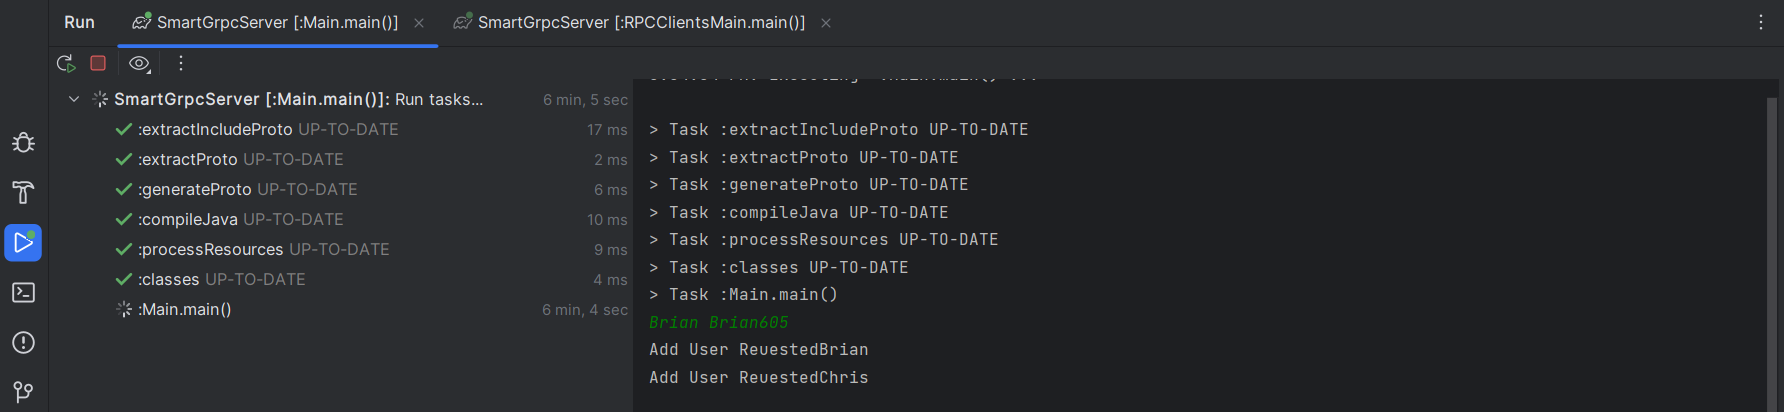 Run SmartGrpcServer [:Main.main()] SmartGrpcServer [:RPCClientsMain.main()]
SmartGrpcServer [:Main.main()]: Run tasks... 6 min, 5 sec
:extractIncludeProto UP-TO-DATE 17 ms
:extractProto UP-TO-DATE 2 ms
:generateProto UP-TO-DATE 6 ms
:compileJava UP-TO-DATE 10 ms
:processResources UP-TO-DATE 9 ms
:classes UP-TO-DATE 4 ms
:Main.main() 6 min, 4 sec
> Task :extractIncludeProto UP-TO-DATE
> Task :extractProto UP-TO-DATE
> Task :generateProto UP-TO-DATE
> Task :compileJava UP-TO-DATE
> Task :processResources UP-TO-DATE
> Task :classes UP-TO-DATE
> Task :Main.main()
Brian Brian605
Add User ReuestedBrian
Add User ReuestedChris